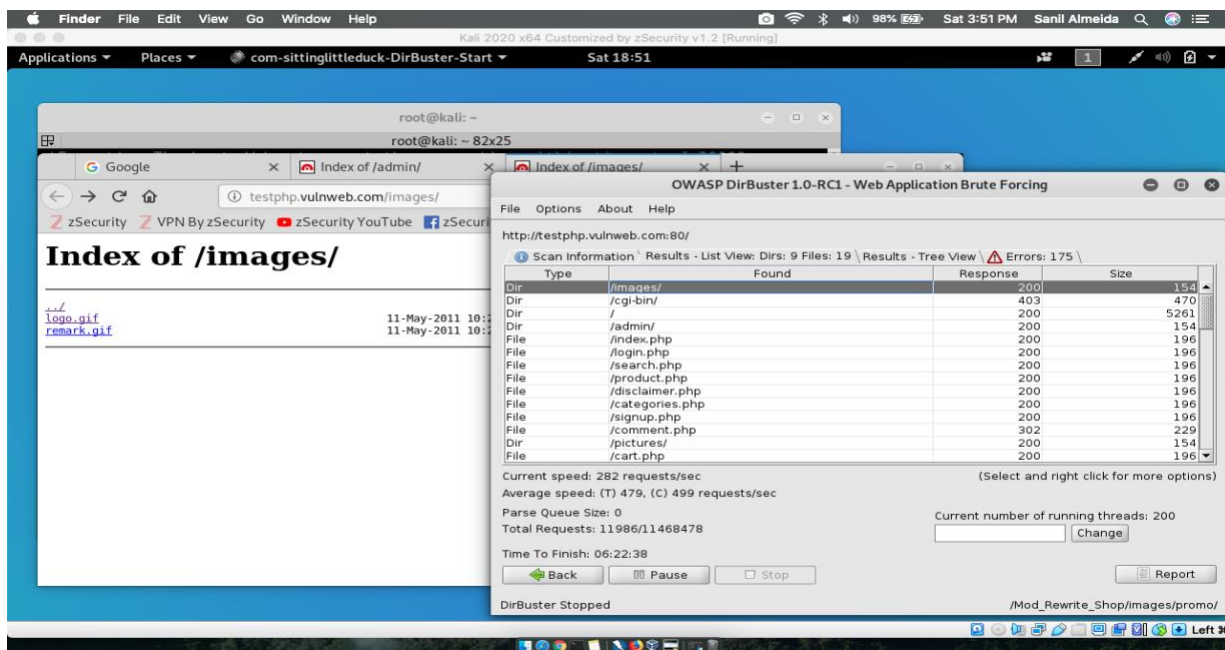 Finder File Edit View Go Window Help 98% Sat 3:51 PM Sanil Almeida
Kali 2020 x64 Customized by zSecurity v1.2 [Running]
Applications Places com-sittinglittleduck-DirBuster-Start Sat 18:51 1
root@kali: ~
root@kali: ~ 82x25
Google Index of /admin/ Index of /images/
testphp.vulnweb.com/images/
zSecurity VPN By zSecurity zSecurity YouTube zSecuri
Index of /images/
../
logo.gif 11-May-2011 10:2
remark.gif 11-May-2011 10:2
OWASP DirBuster 1.0-RC1 - Web Application Brute Forcing
File Options About Help
http://testphp.vulnweb.com:80/
Scan Information Results - List View: Dirs: 9 Files: 19 Results - Tree View Errors: 175
Type Found Response Size
Dir /images/ 200 154
Dir /cgi-bin/ 403 470
Dir / 200 5261
Dir /admin/ 200 154
File /index.php 200 196
File /login.php 200 196
File /search.php 200 196
File /product.php 200 196
File /disclaimer.php 200 196
File /categories.php 200 196
File /signup.php 200 196
File /comment.php 302 229
Dir /pictures/ 200 154
File /cart.php 200 196
Current speed: 282 requests/sec (Select and right click for more options)
Average speed: (T) 479, (C) 499 requests/sec
Parse Queue Size: 0
Current number of running threads: 200
Total Requests: 11986/11468478
Change
Time To Finish: 06:22:38
Back Pause Stop Report
DirBuster Stopped /Mod_Rewrite_Shop/images/promo/
Left ⌘